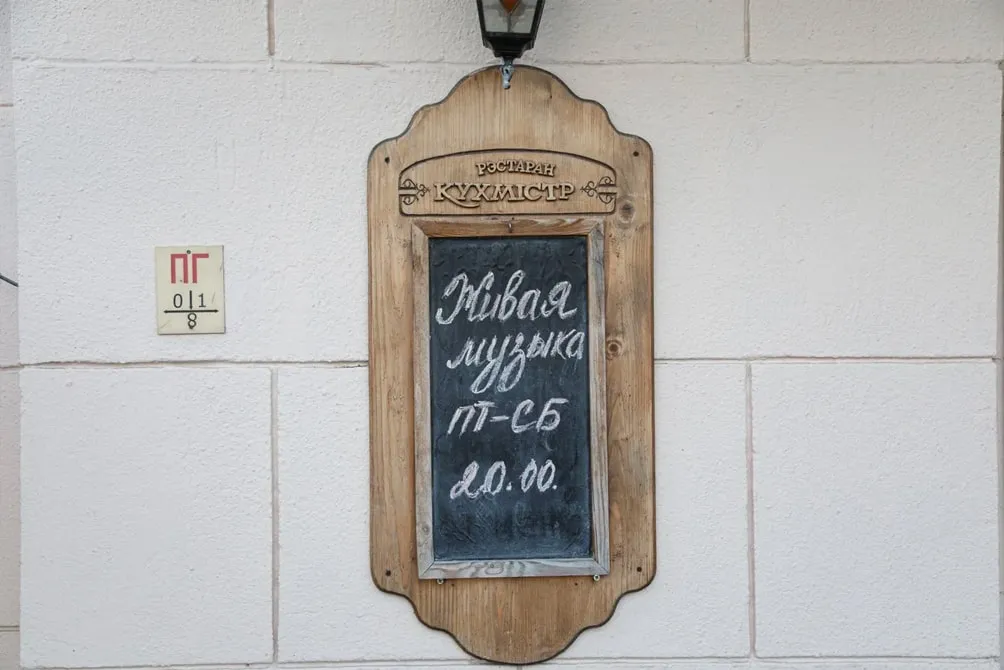 РЭСТАРАН
КУХМІСТР
Живая
музыка
ПТ-СБ
20.00.
ПГ
0 1
8